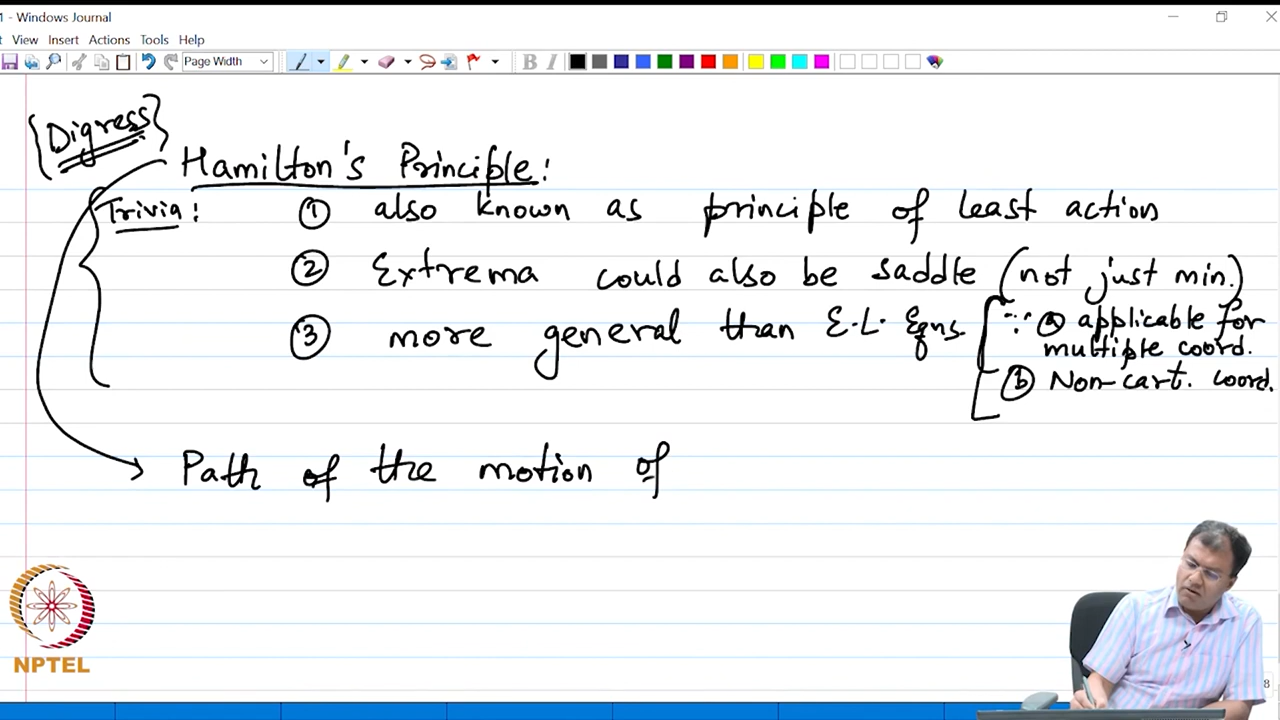 1 - Windows Journal
t View Insert Actions Tools Help
Page Width
B I
{Digress}
Hamilton's Principle:
Trivia: ① also known as principle of least action
② Extrema could also be saddle (not just min.)
③ more general than E.L. Eqns. [∵ ⓐ applicable for
multiple coord.
ⓑ Non-cart. coord.
→ Path of the motion of
NPTEL
8